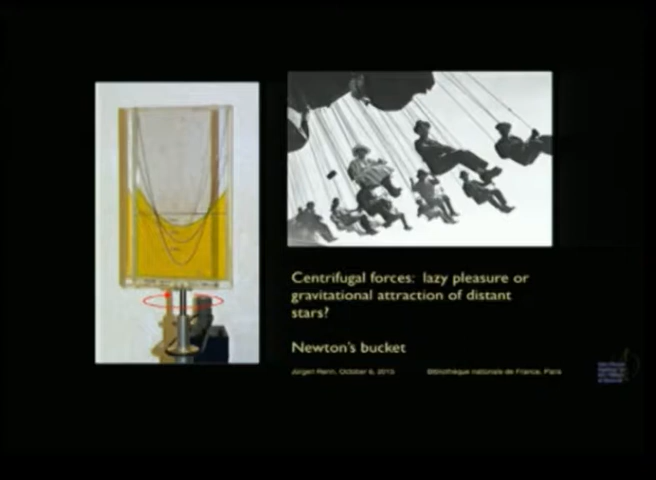 Centrifugal forces: lazy pleasure or
gravitational attraction of distant
stars?
Newton's bucket
Jürgen Renn, October 6, 2015
Bibliothèque nationale de France, Paris